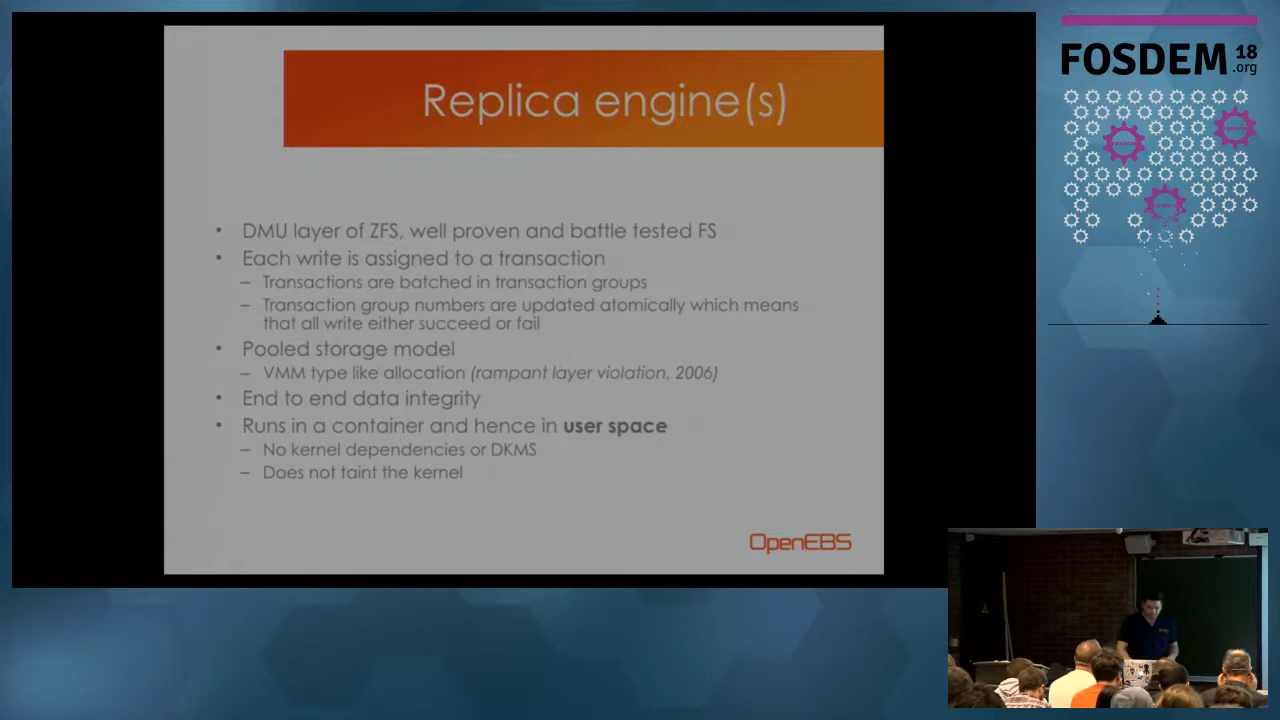 Replica engine(s)
• DMU layer of ZFS, well proven and battle tested FS
• Each write is assigned to a transaction
– Transactions are batched in transaction groups
– Transaction group numbers are updated atomically which means
that all write either succeed or fail
• Pooled storage model
– VMM type like allocation (rampant layer violation, 2006)
• End to end data integrity
• Runs in a container and hence in user space
– No kernel dependencies or DKMS
– Does not taint the kernel
OpenEBS
FOSDEM 18
.org